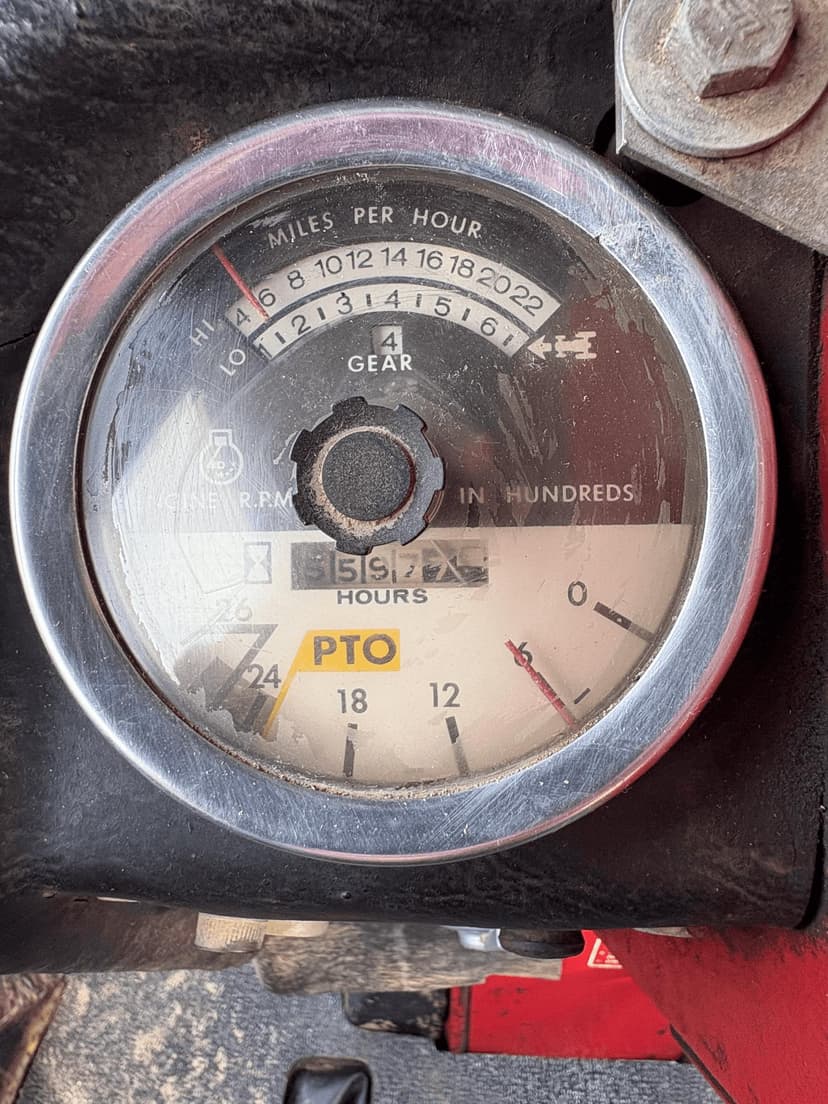 MILES PER HOUR
HI 4 6 8 10 12 14 16 18 20 22
LO 1 2 3 4 5 6
4
GEAR
R.P.M IN HUNDREDS
HOURS
0
26
PTO
6
24
18
12